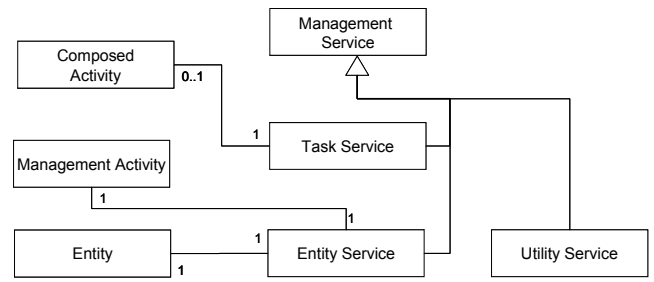 Management
Service
Composed
Activity
0..1
1
Task Service
Management Activity
1
1
Entity
1
1
Entity Service
Utility Service